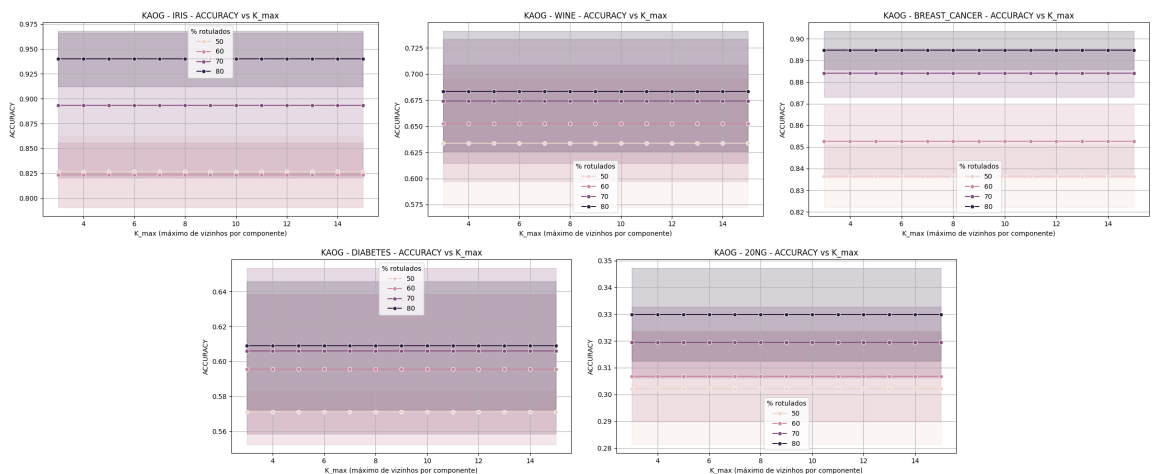 KAOG - IRIS - ACCURACY vs K_max
0.975
0.950
0.925
0.900
0.875
0.850
0.825
0.800
ACCURACY
% rotulados
50
60
70
80
4 6 8 10 12 14
K_max (máximo de vizinhos por componente)
KAOG - WINE - ACCURACY vs K_max
0.725
0.700
0.675
0.650
0.625
0.600
0.575
ACCURACY
% rotulados
50
60
70
80
4 6 8 10 12 14
K_max (máximo de vizinhos por componente)
KAOG - BREAST_CANCER - ACCURACY vs K_max
0.90
0.89
0.88
0.87
0.86
0.85
0.84
0.83
0.82
ACCURACY
% rotulados
50
60
70
80
4 6 8 10 12 14
K_max (máximo de vizinhos por componente)
KAOG - DIABETES - ACCURACY vs K_max
0.64
0.62
0.60
0.58
0.56
ACCURACY
% rotulados
50
60
70
80
4 6 8 10 12 14
K_max (máximo de vizinhos por componente)
KAOG - 20NG - ACCURACY vs K_max
0.35
0.34
0.33
0.32
0.31
0.30
0.29
0.28
ACCURACY
% rotulados
50
60
70
80
4 6 8 10 12 14
K_max (máximo de vizinhos por componente)